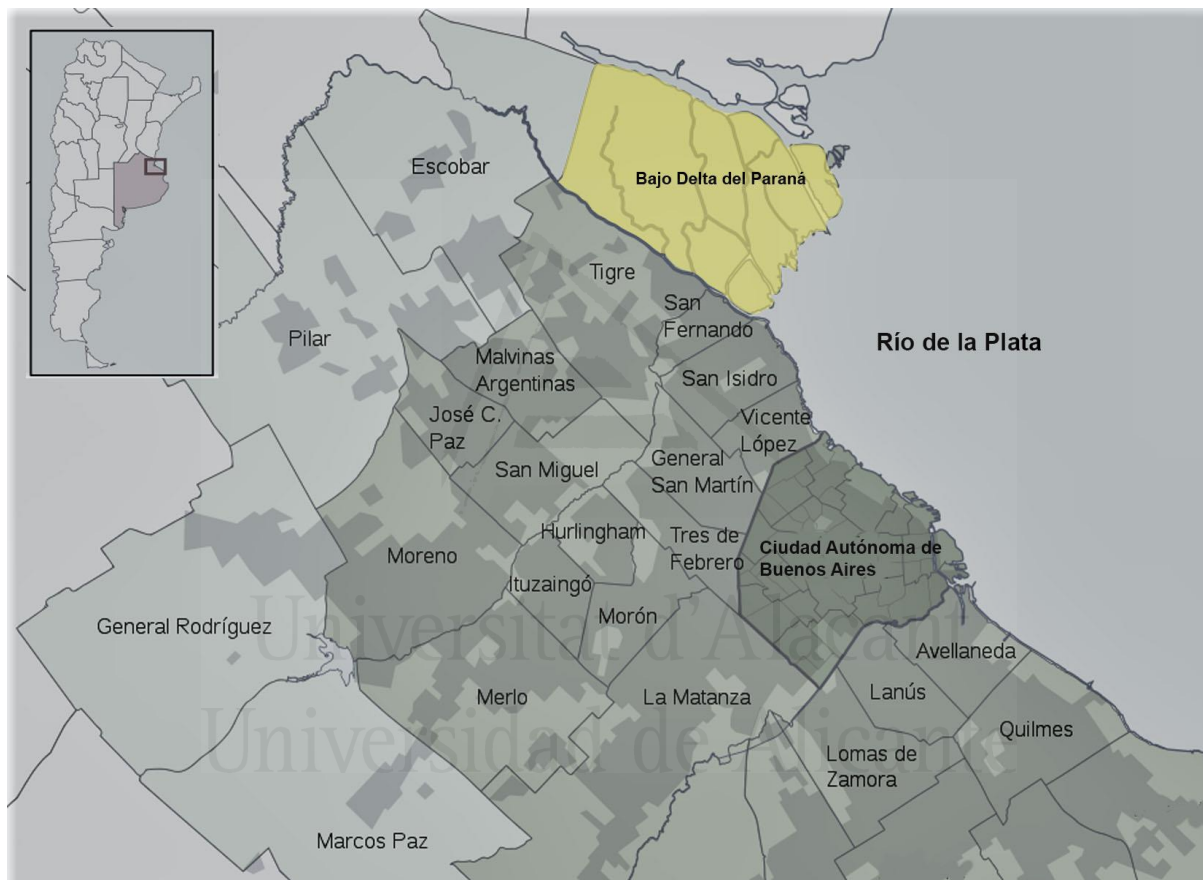 Escobar
Bajo Delta del Paraná
Tigre
San
Fernando
Pilar
Río de la Plata
Malvinas
Argentinas
San Isidro
José C.
Paz
Vicente
López
San Miguel
General
San Martín
Hurlingham
Tres de
Febrero
Moreno
Ciudad Autónoma de
Buenos Aires
Ituzaingó
Morón
General Rodríguez
Universitat d'Alacant
Avellaneda
Merlo
La Matanza
Lanús
Quilmes
Universidad de Alicante
Lomas de
Zamora
Marcos Paz